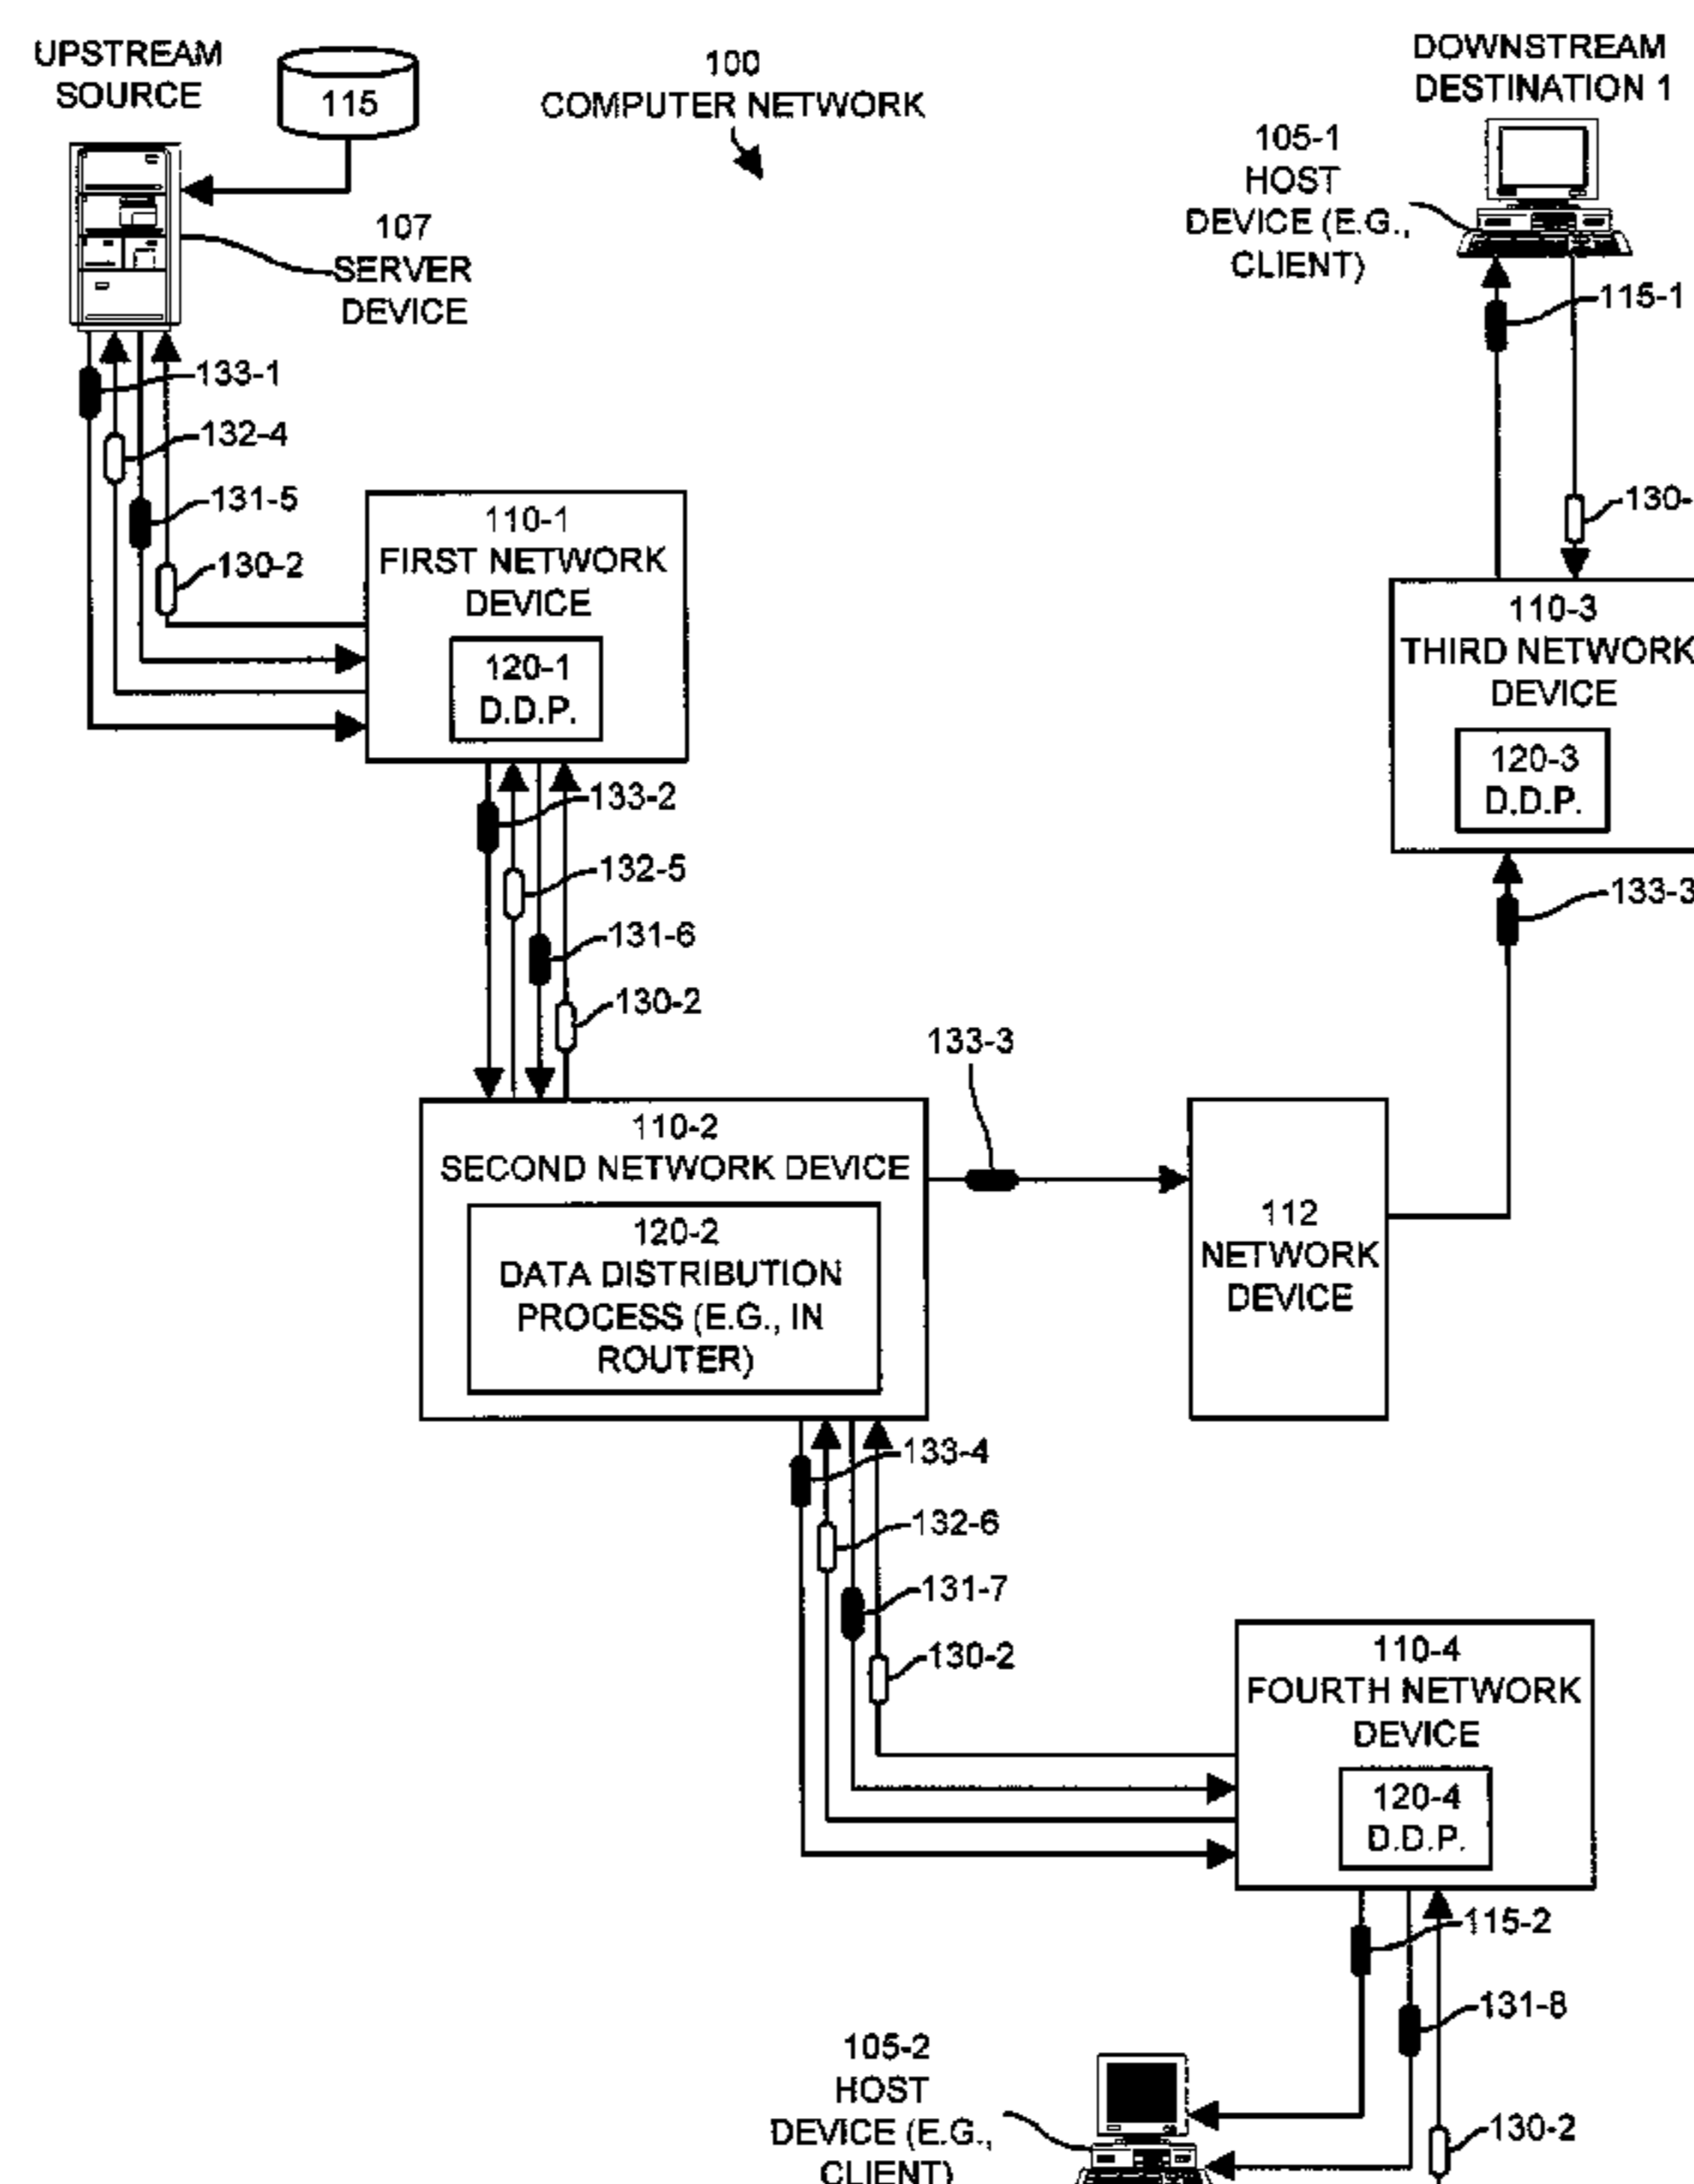 UPSTREAM
SOURCE
115
100
COMPUTER NETWORK
DOWNSTREAM
DESTINATION 1
105-1
HOST
DEVICE (E.G.,
CLIENT)
107
SERVER
DEVICE
115-1
133-1
132-4
131-5
130-2
130-
110-1
FIRST NETWORK
DEVICE
120-1
D.D.P.
110-3
THIRD NETWORK
DEVICE
120-3
D.D.P.
133-2
132-5
131-6
130-2
133-3
133-3
110-2
SECOND NETWORK DEVICE
120-2
DATA DISTRIBUTION
PROCESS (E.G., IN
ROUTER)
112
NETWORK
DEVICE
133-4
132-6
131-7
130-2
110-4
FOURTH NETWORK
DEVICE
120-4
D.D.P.
115-2
131-8
130-2
105-2
HOST
DEVICE (E.G.,
CLIENT)